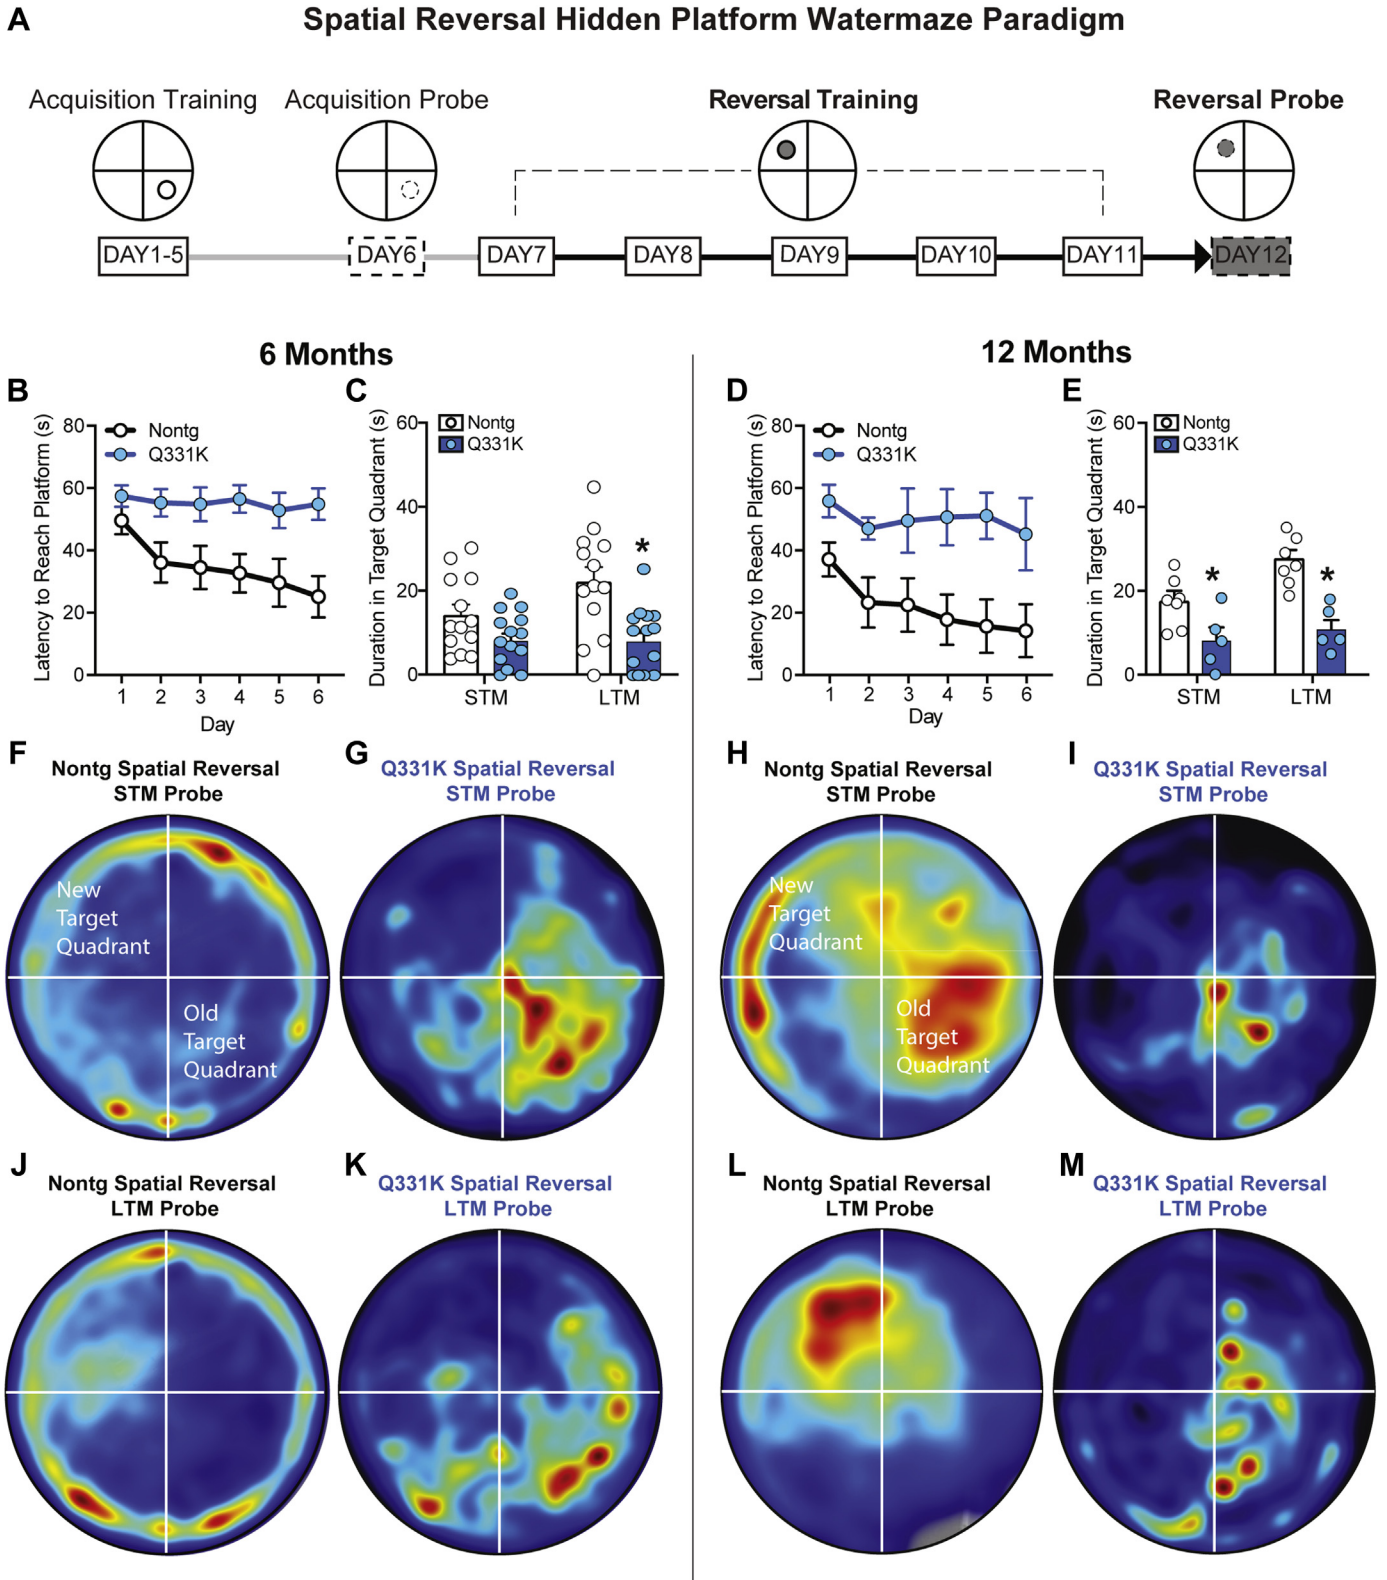 A
Spatial Reversal Hidden Platform Watermaze Paradigm
Acquisition Training
Acquisition Probe
Reversal Training
Reversal Probe
DAY1-5
DAY6
DAY7
DAY8
DAY9
DAY10
DAY11
DAY12
6 Months
12 Months
B
Latency to Reach Platform (s)
80
60
40
20
0
Nontg
Q331K
1 2 3 4 5 6
Day
C
Duration in Target Quadrant (s)
60
40
20
0
Nontg
Q331K
*
STM LTM
D
Latency to Reach Platform (s)
80
60
40
20
0
Nontg
Q331K
1 2 3 4 5 6
Day
E
Duration in Target Quadrant (s)
60
40
20
0
Nontg
Q331K
* *
STM LTM
F
Nontg Spatial Reversal
STM Probe
New
Target
Quadrant
Old
Target
Quadrant
G
Q331K Spatial Reversal
STM Probe
H
Nontg Spatial Reversal
STM Probe
New
Target
Quadrant
Old
Target
Quadrant
I
Q331K Spatial Reversal
STM Probe
J
Nontg Spatial Reversal
LTM Probe
K
Q331K Spatial Reversal
LTM Probe
L
Nontg Spatial Reversal
LTM Probe
M
Q331K Spatial Reversal
LTM Probe